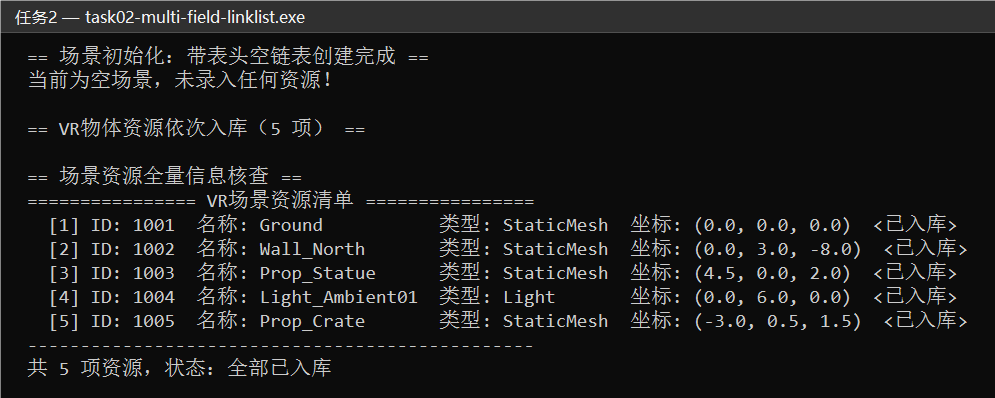 任务2 — task02-multi-field-linklist.exe
== 场景初始化：带表头空链表创建完成 ==
当前为空场景，未录入任何资源！
== VR物体资源依次入库（5 项） ==
== 场景资源全量信息核查 ==
================ VR场景资源清单 ================
[1] ID: 1001  名称: Ground           类型: StaticMesh  坐标: (0.0, 0.0, 0.0)  <已入库>
[2] ID: 1002  名称: Wall_North       类型: StaticMesh  坐标: (0.0, 3.0, -8.0)  <已入库>
[3] ID: 1003  名称: Prop_Statue      类型: StaticMesh  坐标: (4.5, 0.0, 2.0)  <已入库>
[4] ID: 1004  名称: Light_Ambient01  类型: Light       坐标: (0.0, 6.0, 0.0)  <已入库>
[5] ID: 1005  名称: Prop_Crate       类型: StaticMesh  坐标: (-3.0, 0.5, 1.5)  <已入库>
------------------------------------------------
共 5 项资源，状态：全部已入库